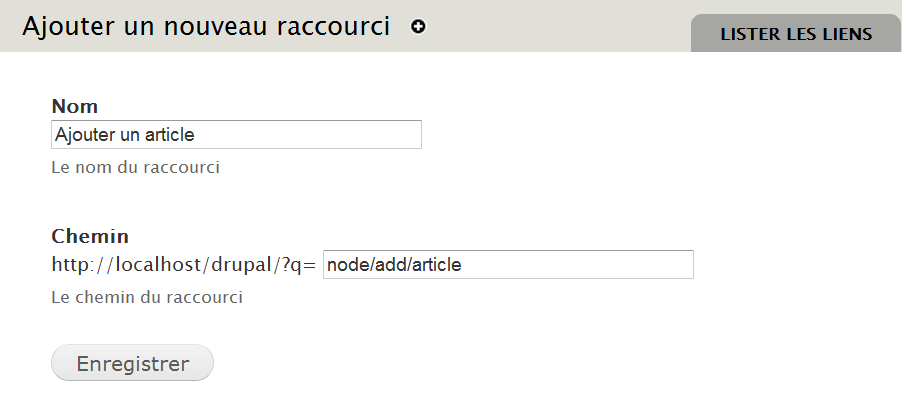 Ajouter un nouveau raccourci
LISTER LES LIENS
Nom
Ajouter un article
Le nom du raccourci
Chemin
http://localhost/drupal/?q= node/add/article
Le chemin du raccourci
Enregistrer